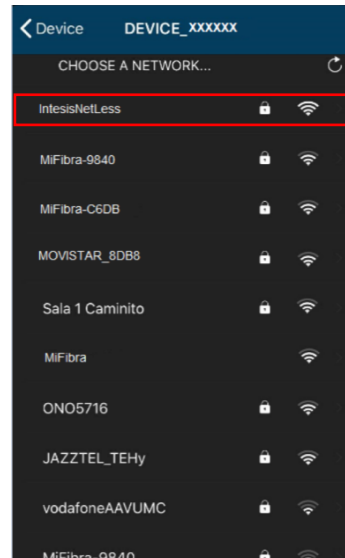 Device DEVICE_XXXXXX
CHOOSE A NETWORK...
IntesisNetLess
MiFibra-9840
MiFibra-C6DB
MOVISTAR_8DB8
Sala 1 Caminito
MiFibra
ONO5716
JAZZTEL_TEHy
vodafoneAAVUMC
MiFibra-9840